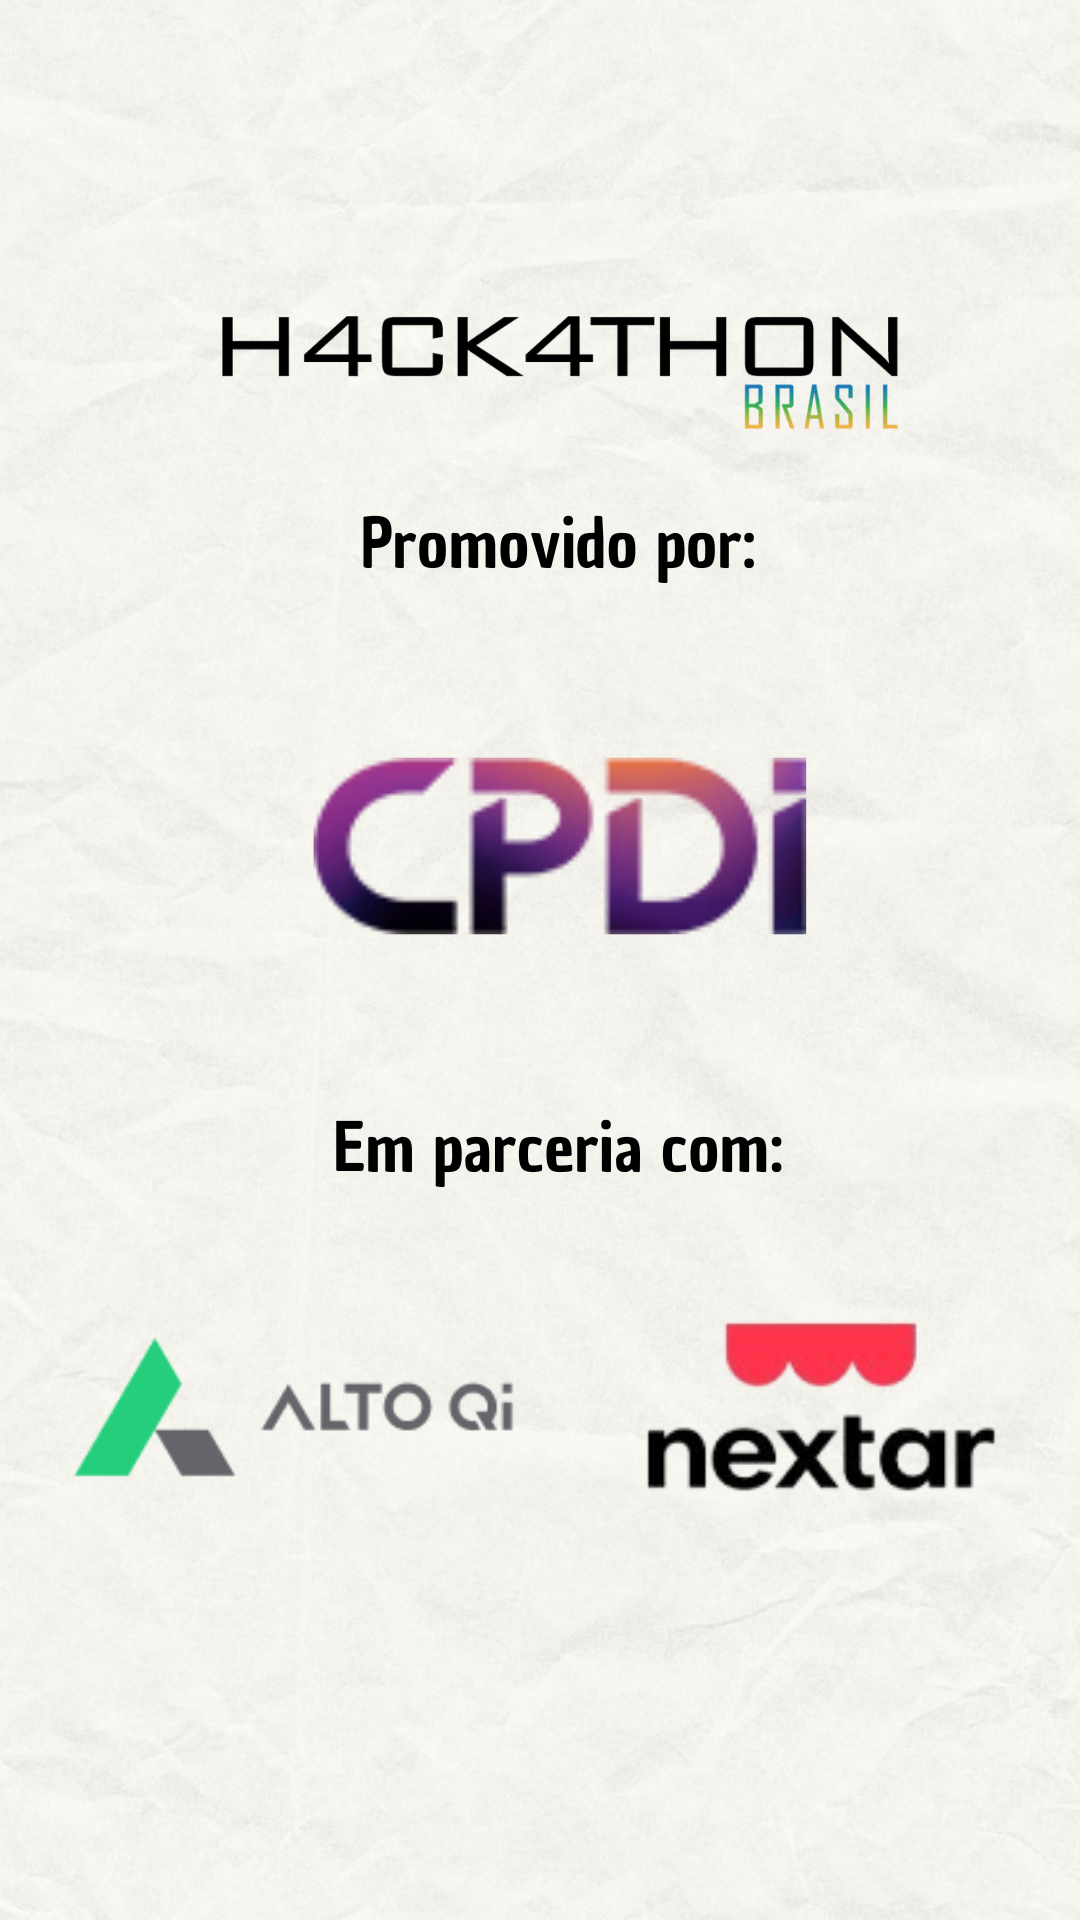 H4CK4THON
BRASIL
Promovido por:
CPDi
Em parceria com:
ALTO Qi
nextar